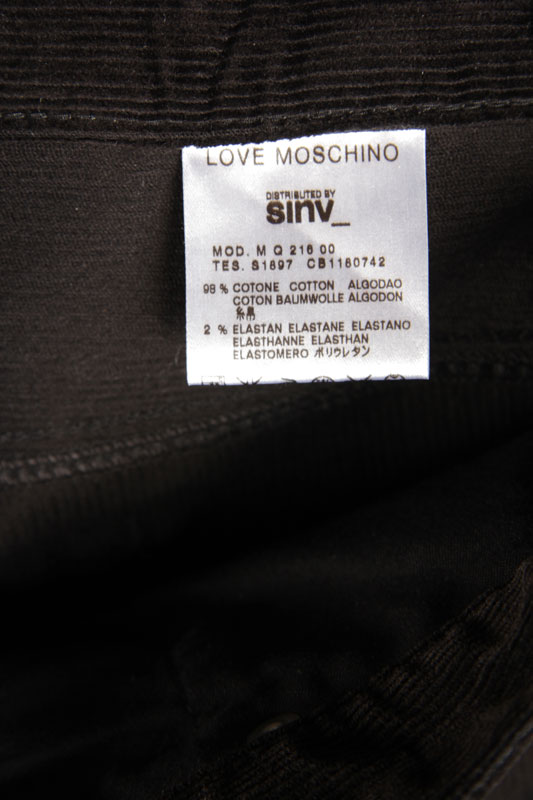 LOVE MOSCHINO
DISTRIBUTED BY
sinv_
MOD. M Q 216 00
TES. S1897 CB1180742
98 % COTONE COTTON ALGODAO
COTON BAUMWOLLE ALGODON
綿
2 % ELASTAN ELASTANE ELASTANO
ELASTHANNE ELASTHAN
ELASTOMERO ポリウレタン